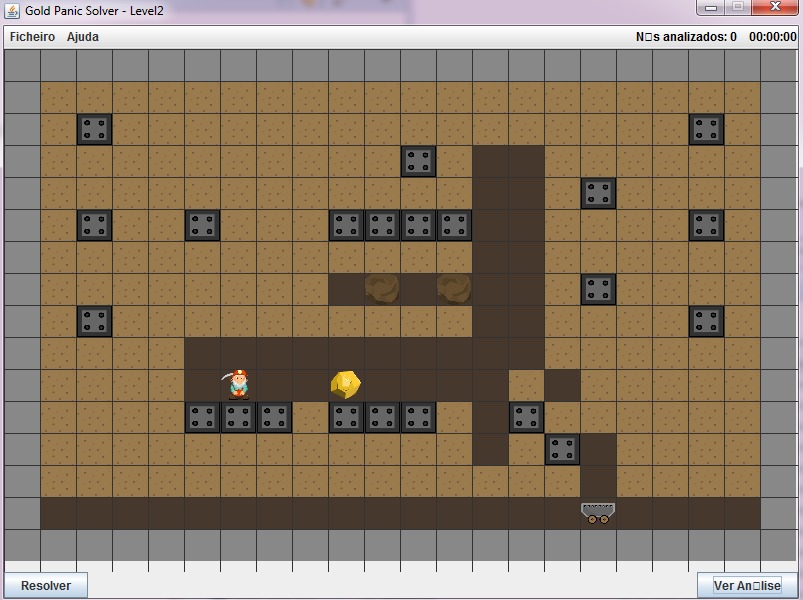 Gold Panic Solver - Level2
Ficheiro Ajuda N□s analizados: 0 00:00:00
Resolver Ver An□lise